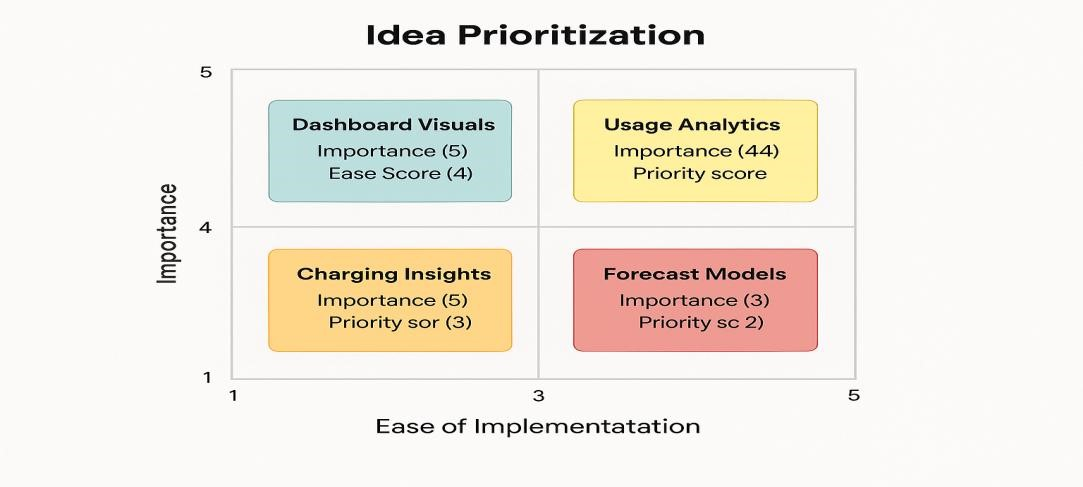 Idea Prioritization
5
Dashboard Visuals
Importance (5)
Ease Score (4)
Usage Analytics
Importance (44)
Priority score
Importance
4
Charging Insights
Importance (5)
Priority sor (3)
Forecast Models
Importance (3)
Priority sc 2)
1
1
3
5
Ease of Implementatation